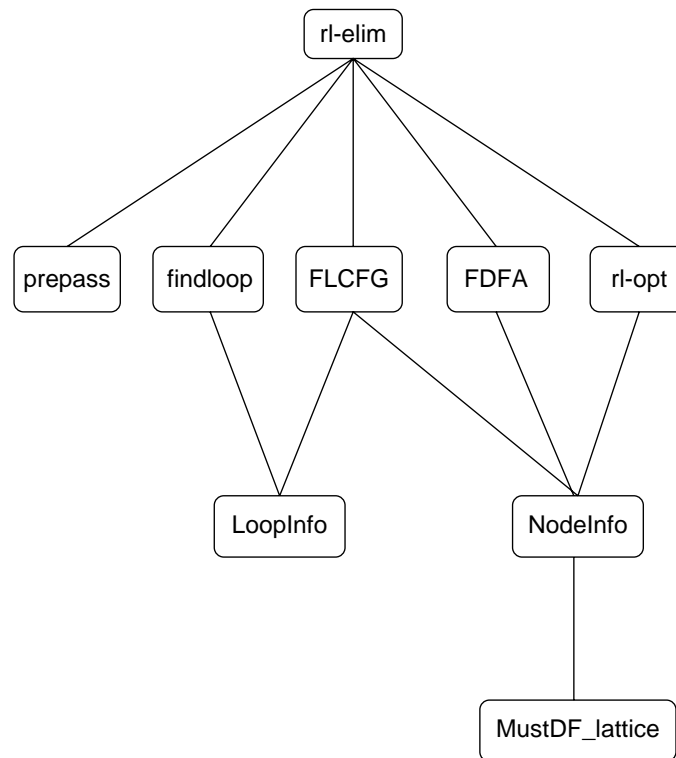 rl-elim
prepass
findloop
FLCFG
FDFA
rl-opt
LoopInfo
NodeInfo
MustDF_lattice